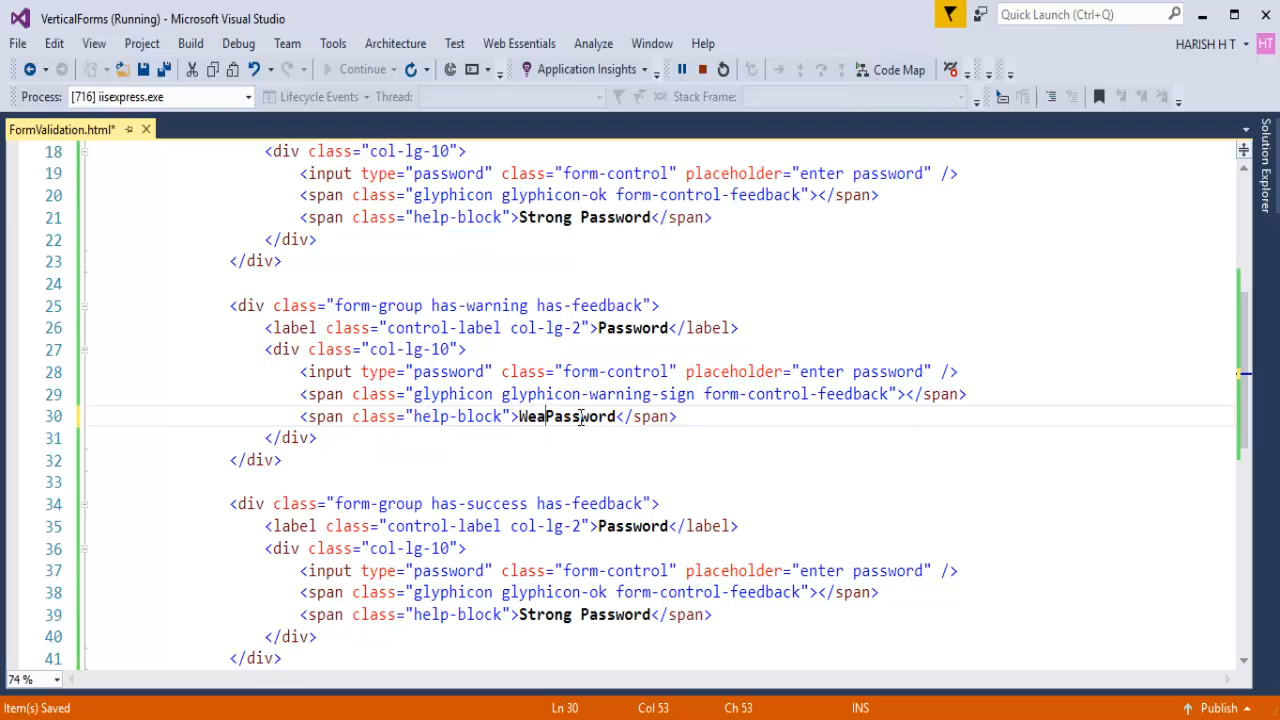 VerticalForms (Running) - Microsoft Visual Studio
Quick Launch (Ctrl+Q)
File Edit View Project Build Debug Team Tools Architecture Test Web Essentials Analyze Window Help
HARISH H T HT
Continue Application Insights Code Map
Process: [716] iisexpress.exe Lifecycle Events Thread: Stack Frame:
FormValidation.html*
Solution Explorer
18 <div class="col-lg-10">
19 <input type="password" class="form-control" placeholder="enter password" />
20 <span class="glyphicon glyphicon-ok form-control-feedback"></span>
21 <span class="help-block">Strong Password</span>
22 </div>
23 </div>
24
25 <div class="form-group has-warning has-feedback">
26 <label class="control-label col-lg-2">Password</label>
27 <div class="col-lg-10">
28 <input type="password" class="form-control" placeholder="enter password" />
29 <span class="glyphicon glyphicon-warning-sign form-control-feedback"></span>
30 <span class="help-block">WeaPassword</span>
31 </div>
32 </div>
33
34 <div class="form-group has-success has-feedback">
35 <label class="control-label col-lg-2">Password</label>
36 <div class="col-lg-10">
37 <input type="password" class="form-control" placeholder="enter password" />
38 <span class="glyphicon glyphicon-ok form-control-feedback"></span>
39 <span class="help-block">Strong Password</span>
40 </div>
41 </div>
74 %
Item(s) Saved Ln 30 Col 53 Ch 53 INS Publish